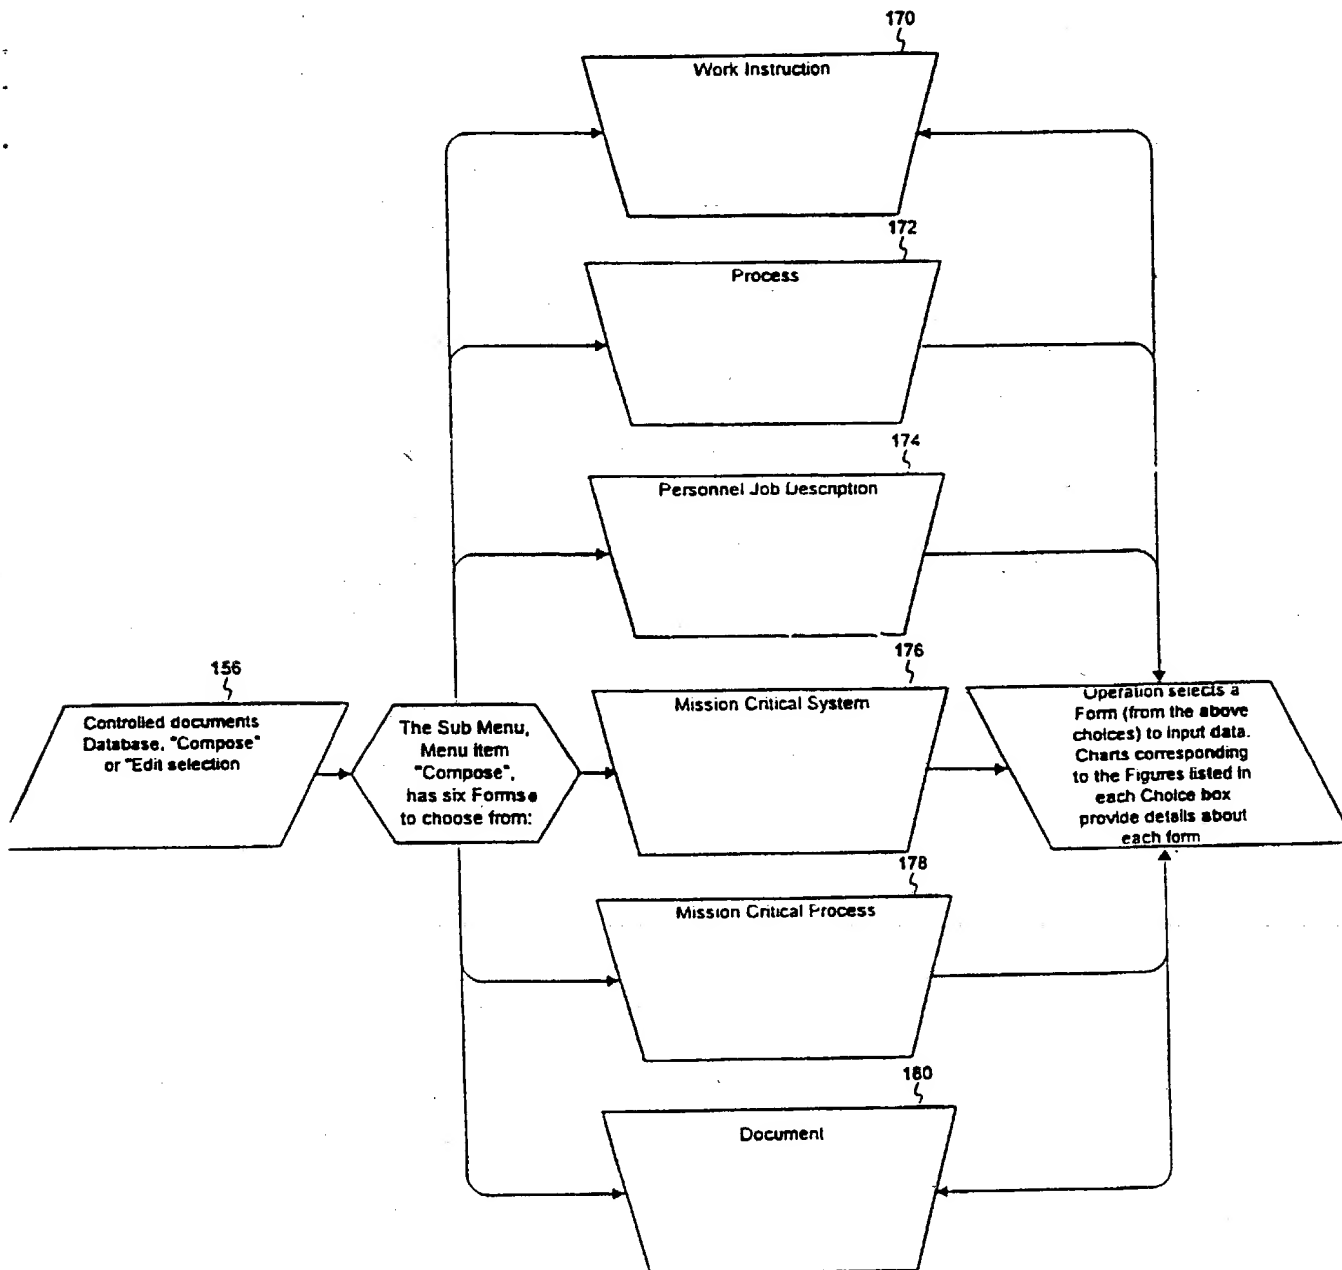 170
Work Instruction
172
Process
174
Personnel Job Description
156
Controlled documents
Database, "Compose"
or "Edit selection
The Sub Menu,
Menu Item
"Compose",
has six Forms
to choose from:
176
Mission Critical System
Operation selects a
Form (from the above
choices) to input data.
Charts corresponding
to the Figures listed in
each Choice box
provide details about
each form
178
Mission Critical Process
180
Document